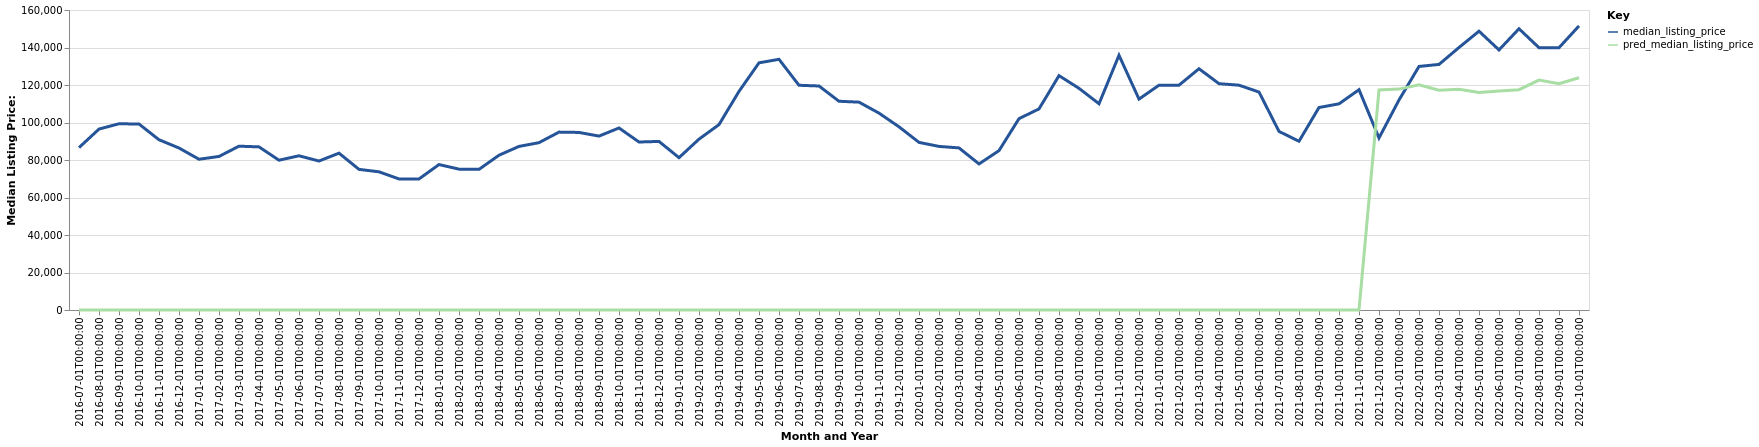 160,000
140,000
120,000
100,000
80,000
60,000
40,000
20,000
0
Median Listing Price:
2016-07-01T00:00:00
2016-08-01T00:00:00
2016-09-01T00:00:00
2016-10-01T00:00:00
2016-11-01T00:00:00
2016-12-01T00:00:00
2017-01-01T00:00:00
2017-02-01T00:00:00
2017-03-01T00:00:00
2017-04-01T00:00:00
2017-05-01T00:00:00
2017-06-01T00:00:00
2017-07-01T00:00:00
2017-08-01T00:00:00
2017-09-01T00:00:00
2017-10-01T00:00:00
2017-11-01T00:00:00
2017-12-01T00:00:00
2018-01-01T00:00:00
2018-02-01T00:00:00
2018-03-01T00:00:00
2018-04-01T00:00:00
2018-05-01T00:00:00
2018-06-01T00:00:00
2018-07-01T00:00:00
2018-08-01T00:00:00
2018-09-01T00:00:00
2018-10-01T00:00:00
2018-11-01T00:00:00
2018-12-01T00:00:00
2019-01-01T00:00:00
2019-02-01T00:00:00
2019-03-01T00:00:00
2019-04-01T00:00:00
2019-05-01T00:00:00
2019-06-01T00:00:00
2019-07-01T00:00:00
2019-08-01T00:00:00
2019-09-01T00:00:00
2019-10-01T00:00:00
2019-11-01T00:00:00
2019-12-01T00:00:00
2020-01-01T00:00:00
2020-02-01T00:00:00
2020-03-01T00:00:00
2020-04-01T00:00:00
2020-05-01T00:00:00
2020-06-01T00:00:00
2020-07-01T00:00:00
2020-08-01T00:00:00
2020-09-01T00:00:00
2020-10-01T00:00:00
2020-11-01T00:00:00
2020-12-01T00:00:00
2021-01-01T00:00:00
2021-02-01T00:00:00
2021-03-01T00:00:00
2021-04-01T00:00:00
2021-05-01T00:00:00
2021-06-01T00:00:00
2021-07-01T00:00:00
2021-08-01T00:00:00
2021-09-01T00:00:00
2021-10-01T00:00:00
2021-11-01T00:00:00
2021-12-01T00:00:00
2022-01-01T00:00:00
2022-02-01T00:00:00
2022-03-01T00:00:00
2022-04-01T00:00:00
2022-05-01T00:00:00
2022-06-01T00:00:00
2022-07-01T00:00:00
2022-08-01T00:00:00
2022-09-01T00:00:00
2022-10-01T00:00:00
Month and Year
Key
median_listing_price
pred_median_listing_price